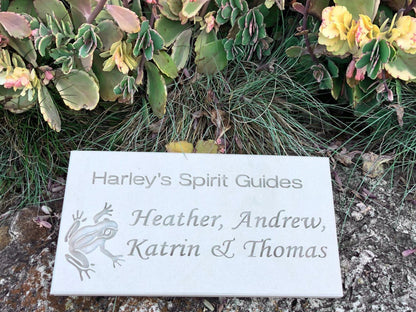 Harley's Spirit Guides
Heather, Andrew,
Katrin & Thomas